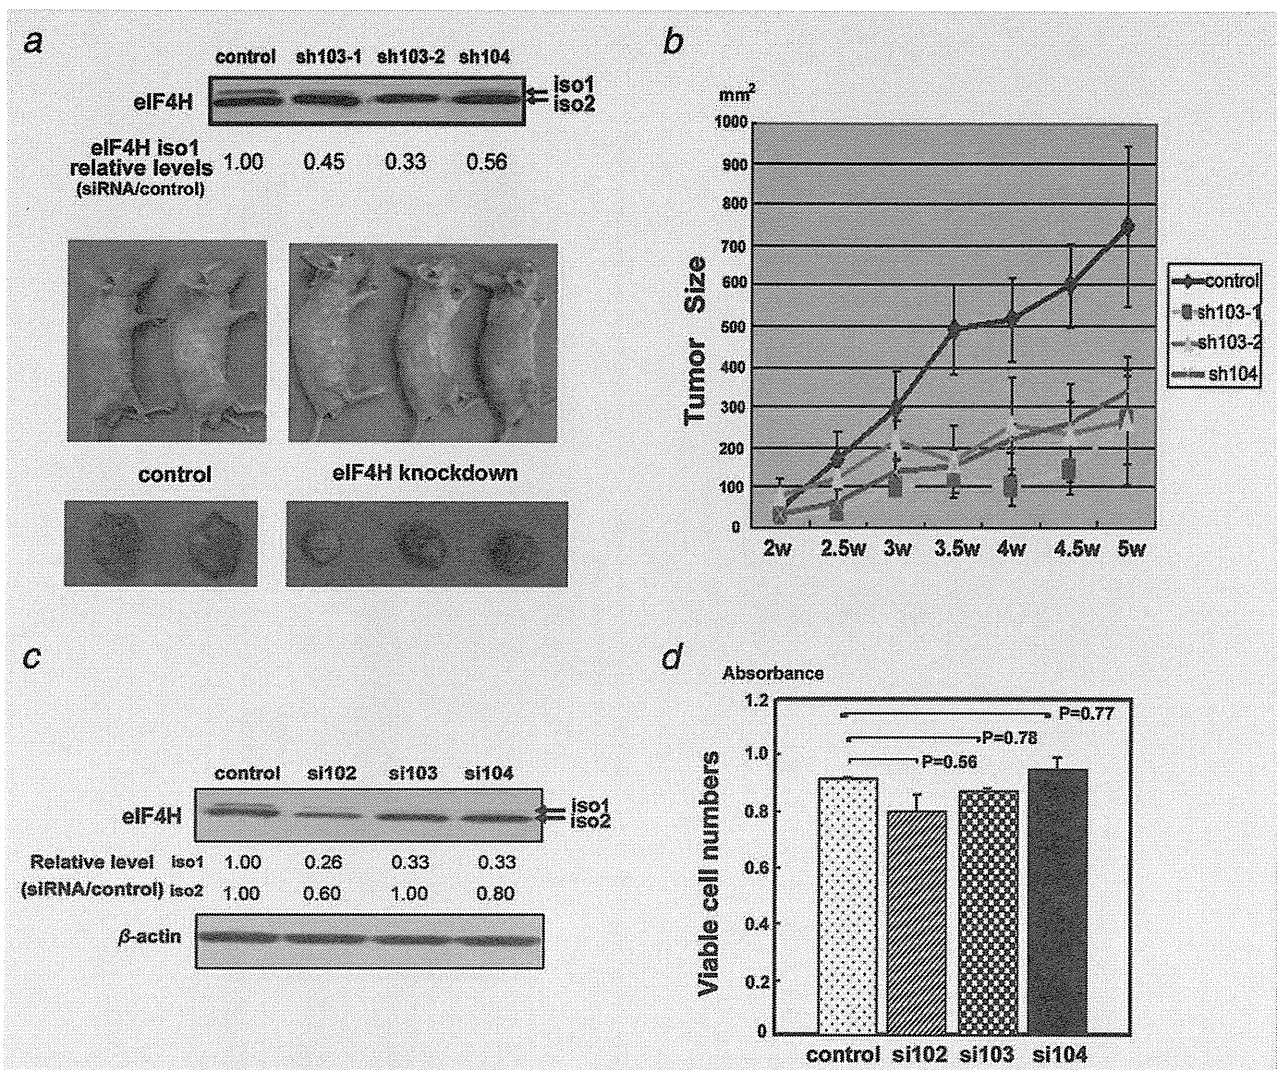 a
control sh103-1 sh103-2 sh104
eIF4H
iso1
iso2
eIF4H iso1
relative levels
(siRNA/control)
1.00 0.45 0.33 0.56
control
eIF4H knockdown
b
mm2
1000
900
800
700
600
500
400
300
200
100
0
Tumor Size
2w 2.5w 3w 3.5w 4w 4.5w 5w
control
sh103-1
sh103-2
sh104
c
control si102 si103 si104
eIF4H
iso1
iso2
Relative level iso1 1.00 0.26 0.33 0.33
(siRNA/control) iso2 1.00 0.60 1.00 0.80
β-actin
d
Absorbance
1.2
1.0
0.8
0.6
0.4
0.2
0
Viable cell numbers
P=0.77
P=0.78
P=0.56
control si102 si103 si104